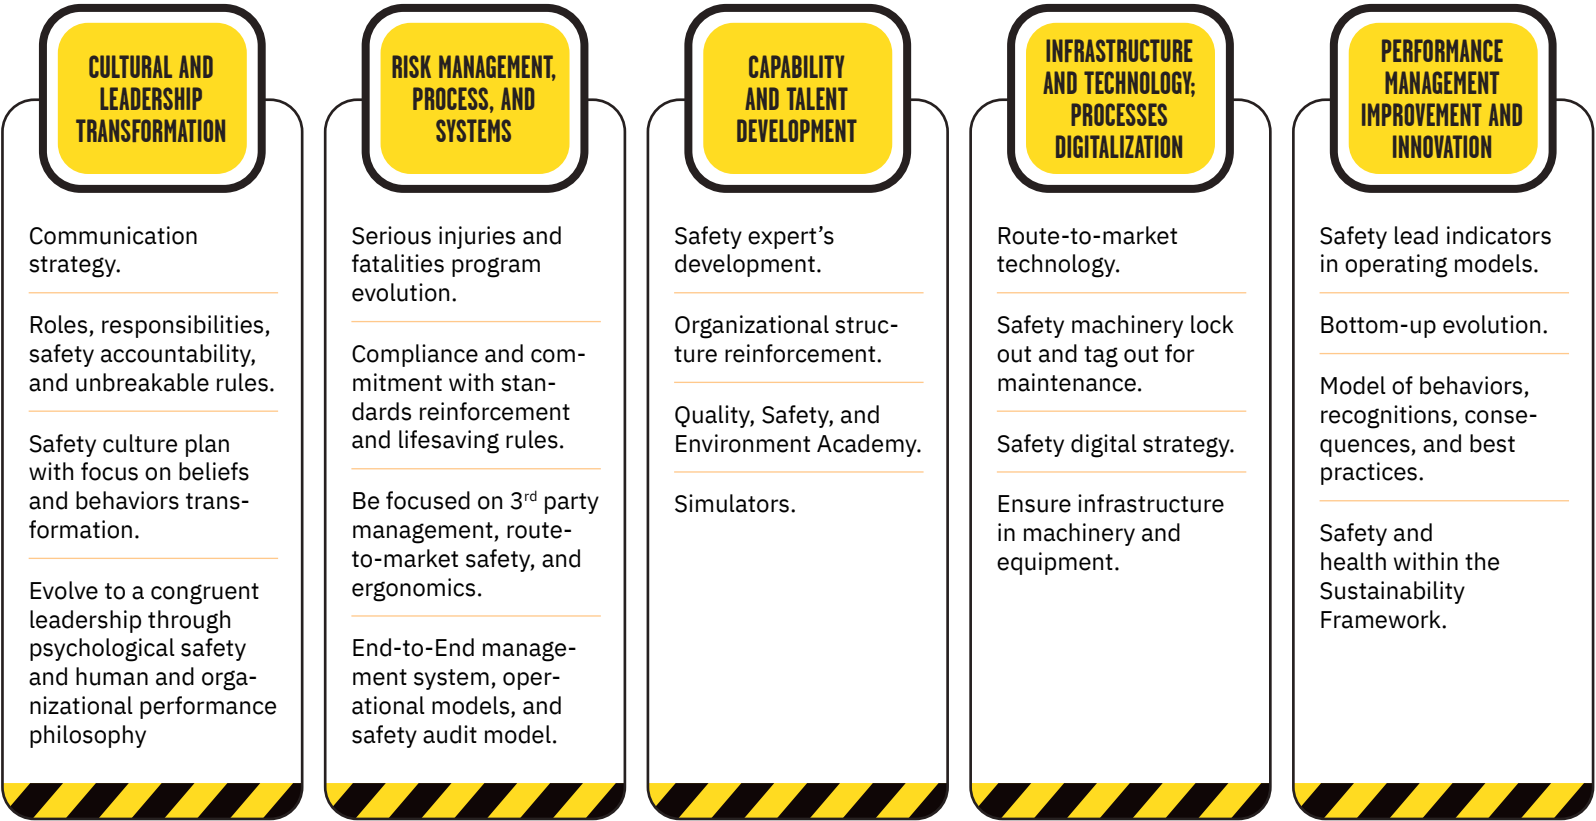 CULTURAL AND
LEADERSHIP
TRANSFORMATION
Communication
strategy.
Roles, responsibilities,
safety accountability,
and unbreakable rules.
Safety culture plan
with focus on beliefs
and behaviors trans-
formation.
Evolve to a congruent
leadership through
psychological safety
and human and orga-
nizational performance
philosophy
RISK MANAGEMENT,
PROCESS, AND
SYSTEMS
Serious injuries and
fatalities program
evolution.
Compliance and com-
mitment with stan-
dards reinforcement
and lifesaving rules.
Be focused on 3rd party
management, route-
to-market safety, and
ergonomics.
End-to-End manage-
ment system, oper-
ational models, and
safety audit model.
CAPABILITY
AND TALENT
DEVELOPMENT
Safety expert’s
development.
Organizational struc-
ture reinforcement.
Quality, Safety, and
Environment Academy.
Simulators.
INFRASTRUCTURE
AND TECHNOLOGY;
PROCESSES
DIGITALIZATION
Route-to-market
technology.
Safety machinery lock
out and tag out for
maintenance.
Safety digital strategy.
Ensure infrastructure
in machinery and
equipment.
PERFORMANCE
MANAGEMENT
IMPROVEMENT AND
INNOVATION
Safety lead indicators
in operating models.
Bottom-up evolution.
Model of behaviors,
recognitions, conse-
quences, and best
practices.
Safety and
health within the
Sustainability
Framework.